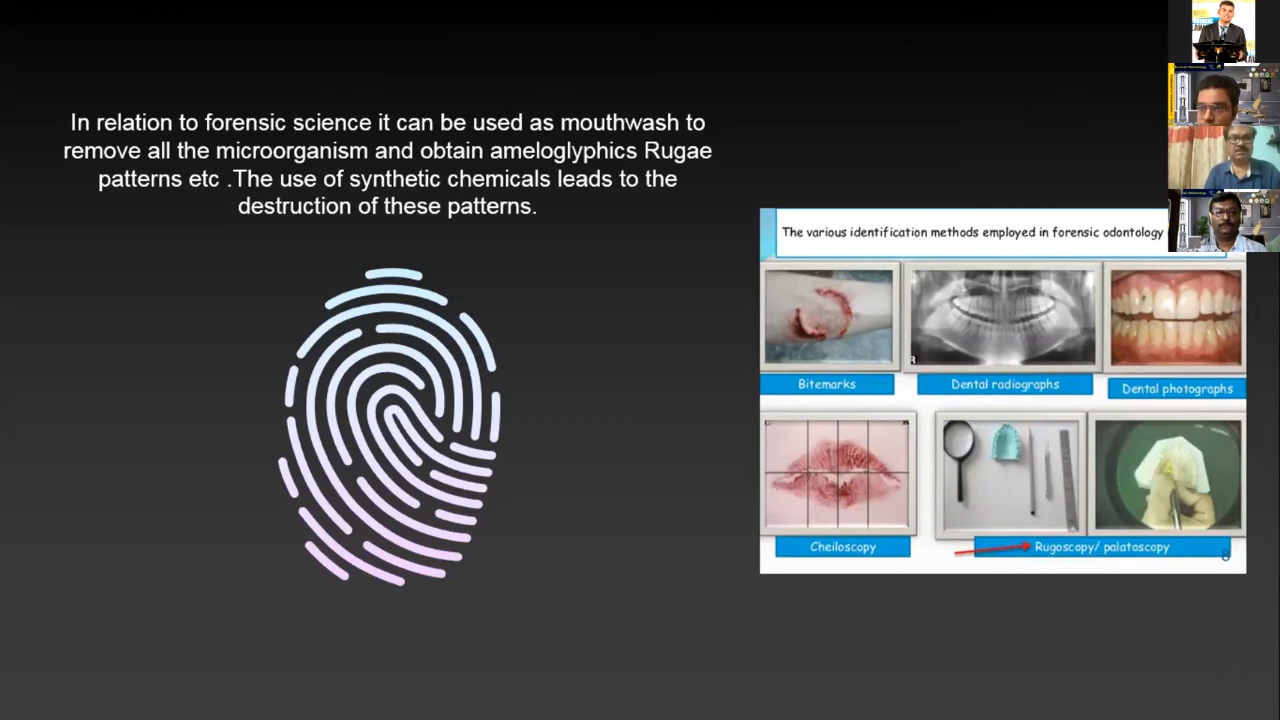 In relation to forensic science it can be used as mouthwash to
remove all the microorganism and obtain ameloglyphics Rugae
patterns etc .The use of synthetic chemicals leads to the
destruction of these patterns.
The various identification methods employed in forensic odontology
Bitemarks
Dental radiographs
Dental photographs
Cheiloscopy
Rugoscopy/ palatoscopy
8